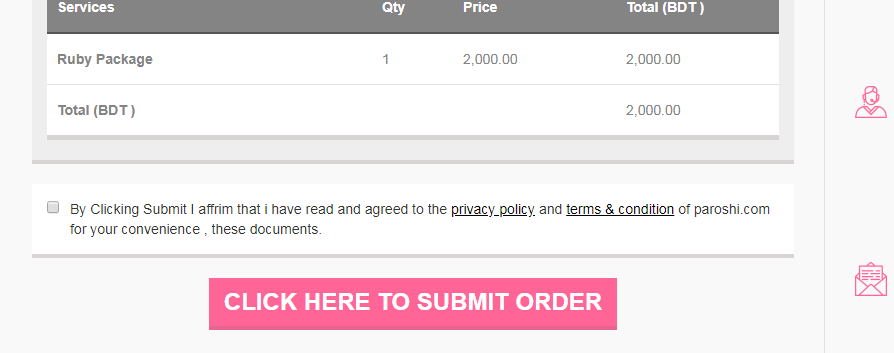 Services Qty Price Total (BDT )
Ruby Package 1 2,000.00 2,000.00
Total (BDT ) 2,000.00
By Clicking Submit I affrim that i have read and agreed to the privacy policy and terms & condition of paroshi.com
for your convenience , these documents.
CLICK HERE TO SUBMIT ORDER